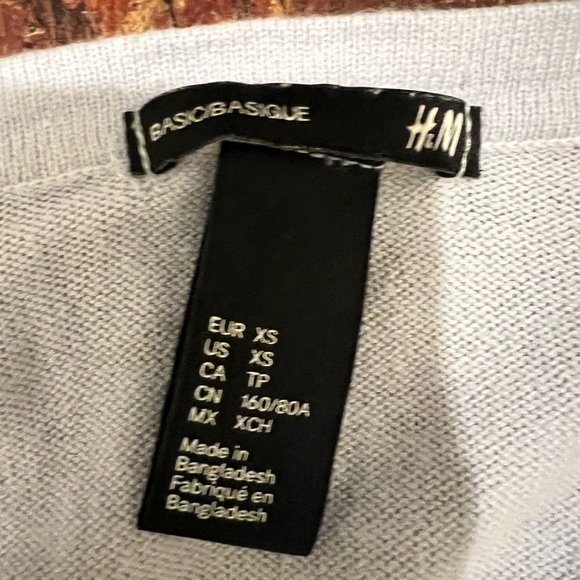 BASIC/BASIQUE H&M
EUR XS
US XS
CA TP
CN 160/80A
MX XCH
Made in
Bangladesh
Fabriqué en
Bangladesh